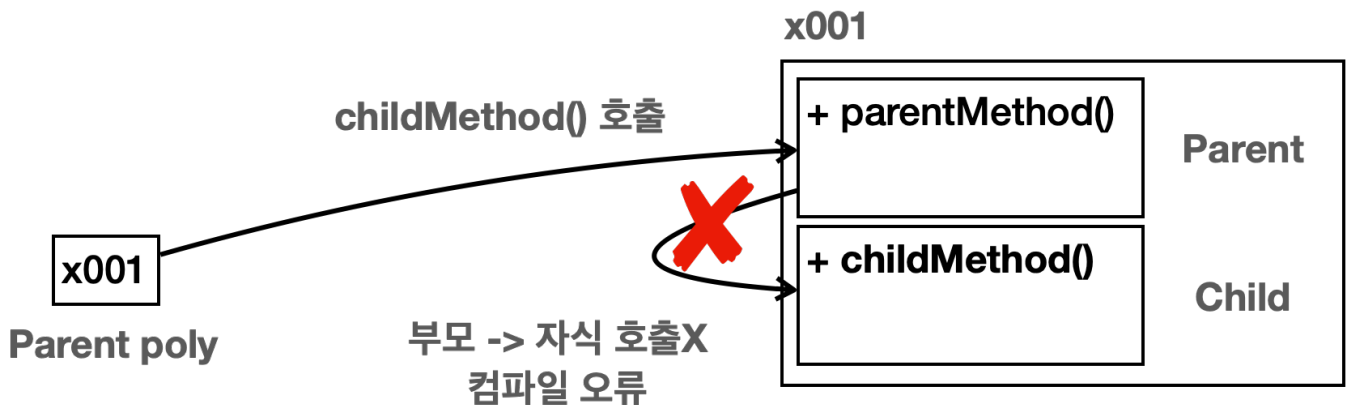 x001
childMethod() 호출
+ parentMethod()
Parent
x001
+ childMethod()
Child
Parent poly
부모 -> 자식 호출X
컴파일 오류